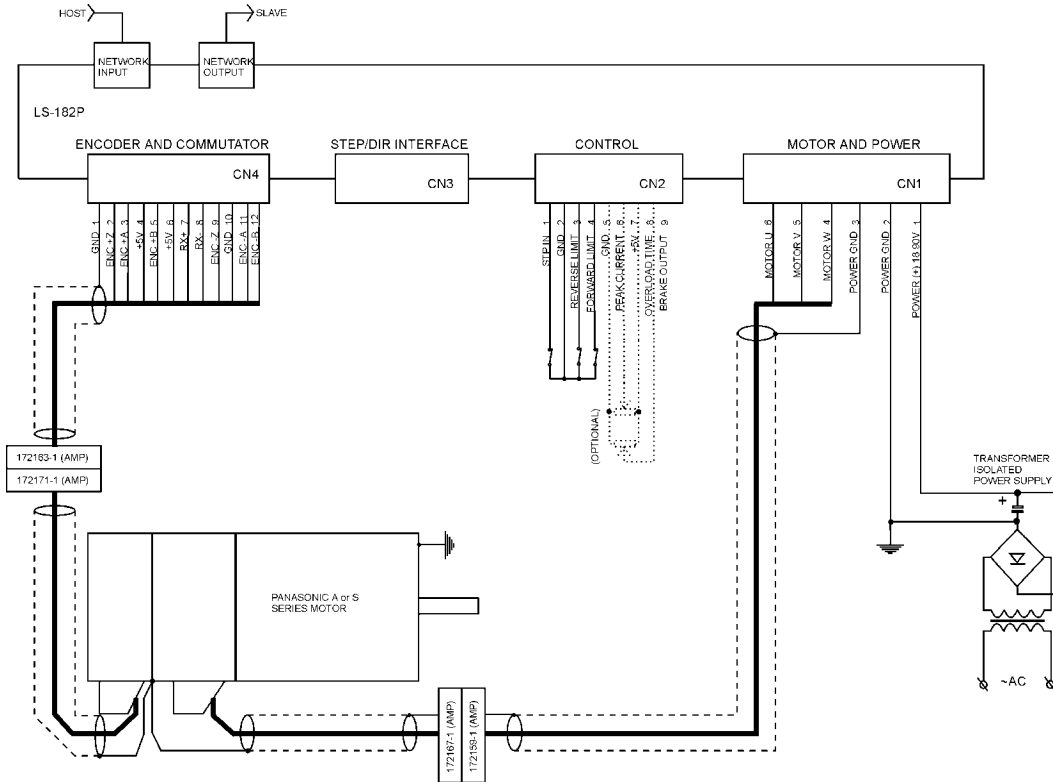 HOST
SLAVE
NETWORK
INPUT
NETWORK
OUTPUT
LS-182P
ENCODER AND COMMUTATOR
STEP/DIR INTERFACE
CONTROL
MOTOR AND POWER
CN4
CN3
CN2
CN1
GND 1
ENC +Z 2
ENC +A 3
+5V 4
ENC +B 5
+5V 6
RX+ 7
RX- 8
ENC -Z 9
GND 10
ENC -A 11
ENC -B 12
STP IN 1
GND 2
REVERSE LIMIT 3
FORWARD LIMIT 4
GND 5
PEAK CURRENT 6
+5V 7
OVERLOAD TIME 8
BRAKE OUTPUT 9
MOTOR U 6
MOTOR V 5
MOTOR W 4
POWER GND 3
POWER GND 2
POWER (+) 18.90V 1
(OPTIONAL)
172163-1 (AMP)
172171-1 (AMP)
TRANSFORMER
ISOLATED
POWER SUPPLY
+
PANASONIC A or S
SERIES MOTOR
~AC
172167-1 (AMP)
172159-1 (AMP)